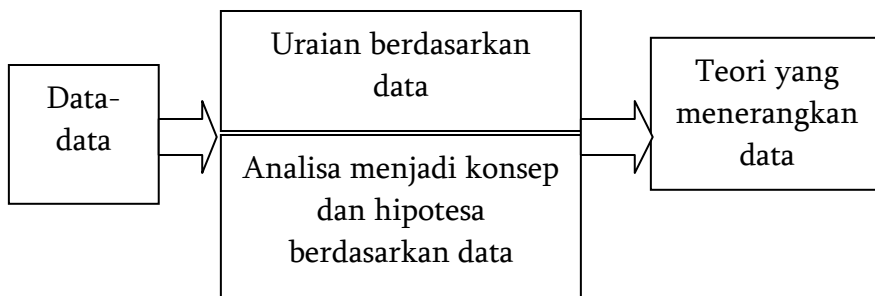 Data-
data
Uraian berdasarkan
data
Analisa menjadi konsep
dan hipotesa
berdasarkan data
Teori yang
menerangkan
data